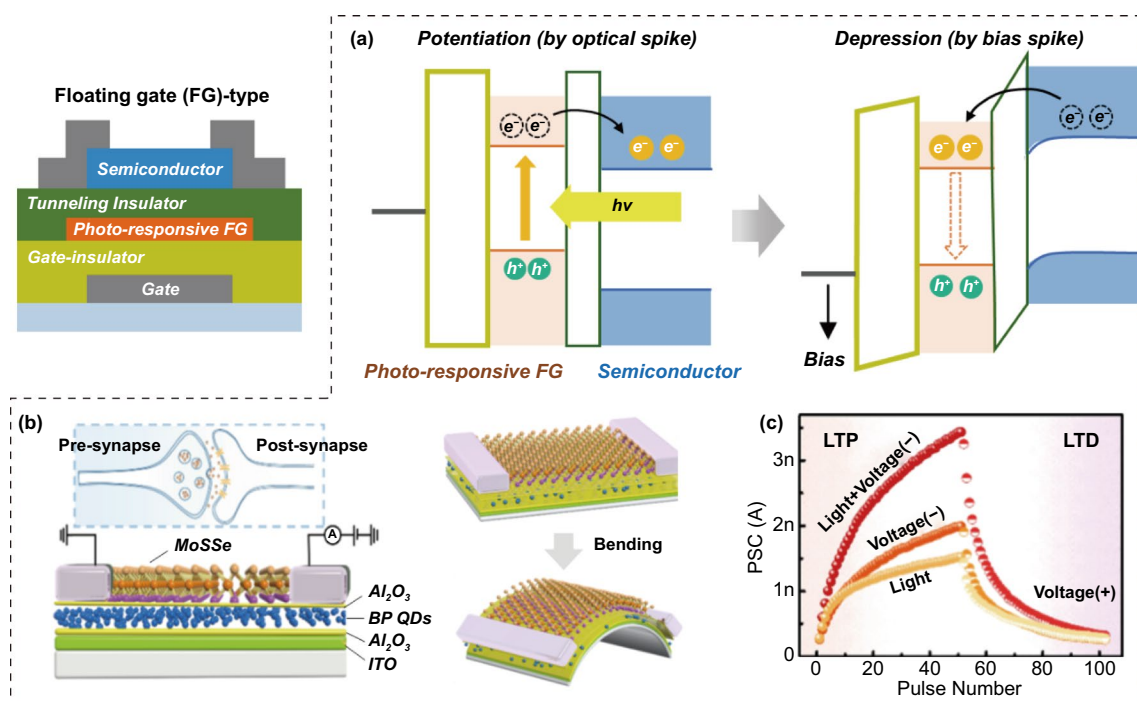 (a)
Potentiation (by optical spike)
Depression (by bias spike)
Floating gate (FG)-type
Semiconductor
Tunneling Insulator
Photo-responsive FG
Gate-insulator
Gate
e⁻ e⁻
e⁻ e⁻
hv
h⁺ h⁺
Photo-responsive FG
Semiconductor
e⁻ e⁻
e⁻ e⁻
h⁺ h⁺
Bias
(b)
Pre-synapse
Post-synapse
A
MoSSe
Al₂O₃
BP QDs
Al₂O₃
ITO
Bending
(c)
LTP
LTD
Light+Voltage(−)
Voltage(−)
Light
Voltage(+)
PSC (A)
3n
2n
1n
0
0 20 40 60 80 100
Pulse Number